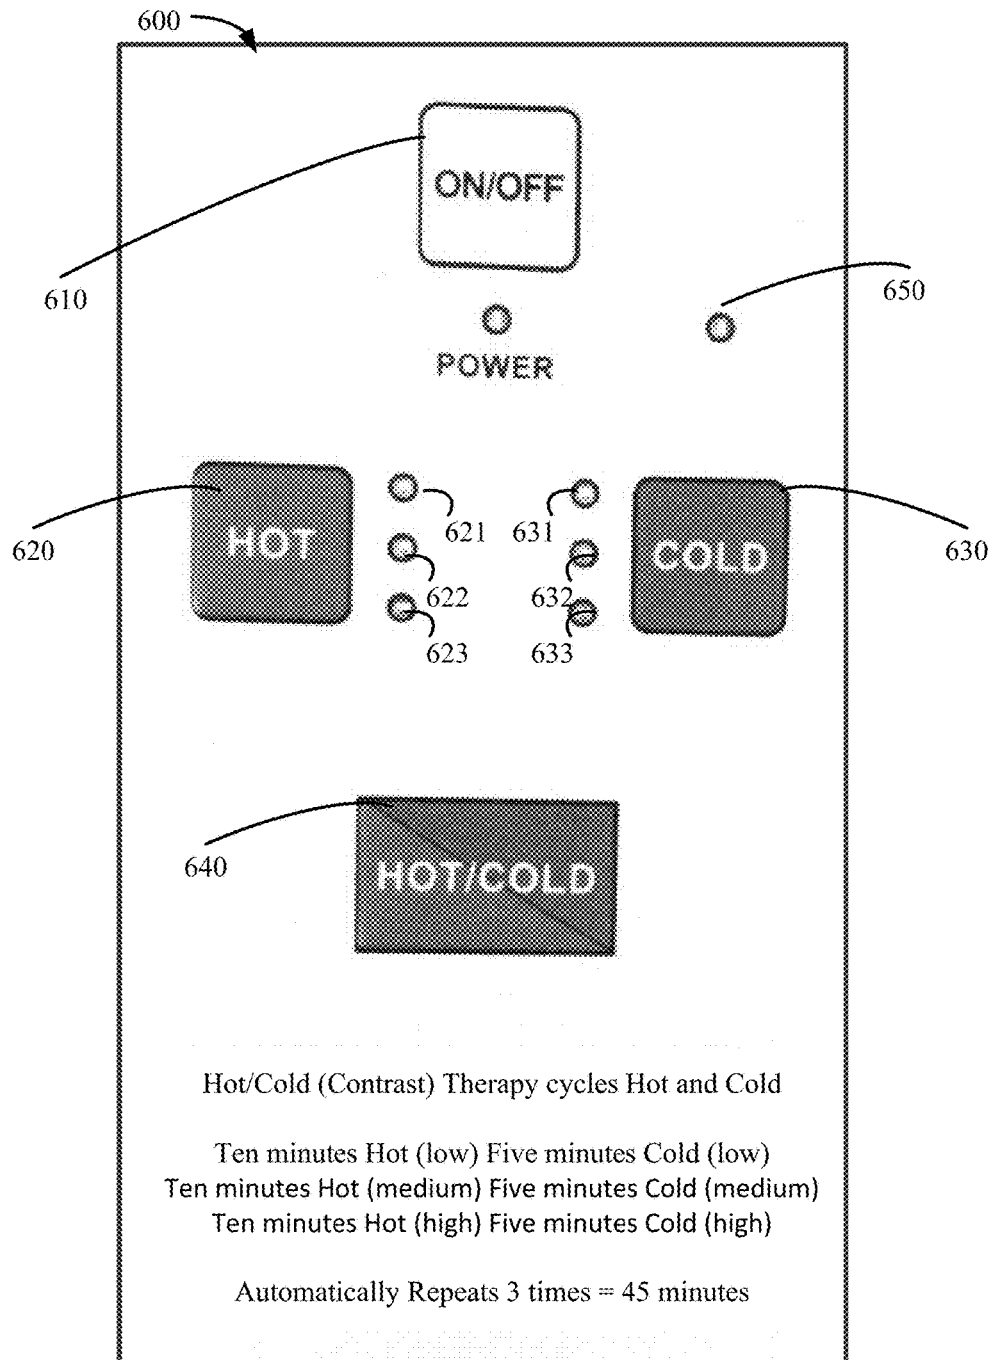 600
ON/OFF
610
650
POWER
HOT
621
631
COLD
620
630
622
632
623
633
HOT/COLD
640
Hot/Cold (Contrast) Therapy cycles Hot and Cold
Ten minutes Hot (low) Five minutes Cold (low)
Ten minutes Hot (medium) Five minutes Cold (medium)
Ten minutes Hot (high) Five minutes Cold (high)
Automatically Repeats 3 times = 45 minutes